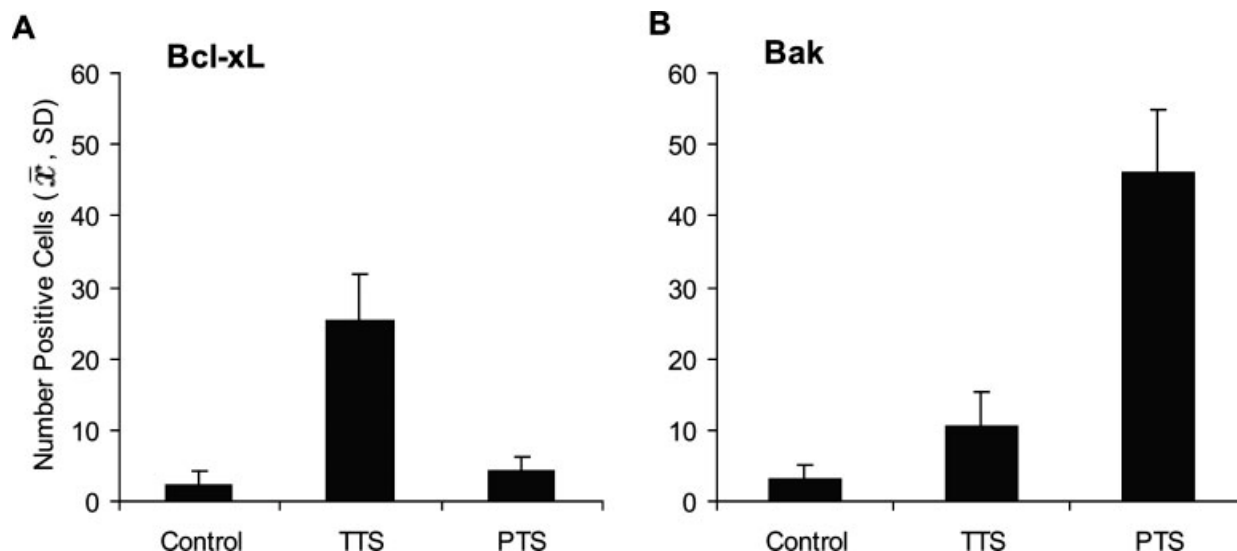 A
Bcl-xL
Number Positive Cells (x̄, SD)
60
50
40
30
20
10
0
Control TTS PTS
B
Bak
60
50
40
30
20
10
0
Control TTS PTS